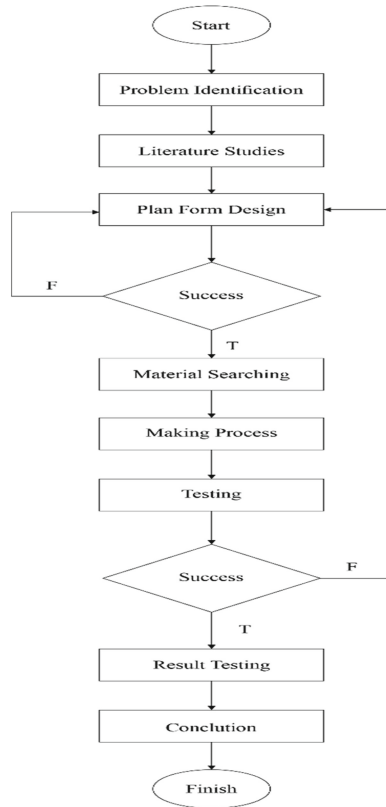 Start
Problem Identification
Literature Studies
Plan Form Design
F
Success
T
Material Searching
Making Process
Testing
Success
F
T
Result Testing
Conclution
Finish